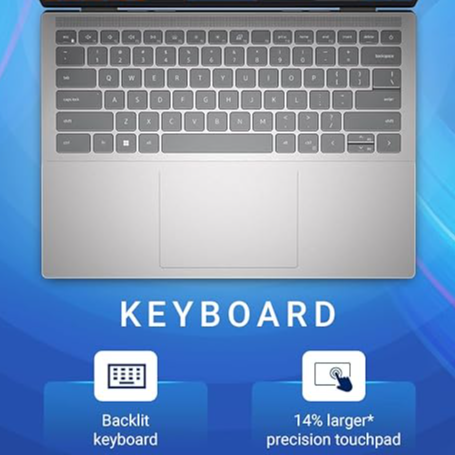 Q W E R T Y U I O P
A S D F G H J K L
Z X C V B N M
KEYBOARD
Backlit
keyboard
14% larger*
precision touchpad